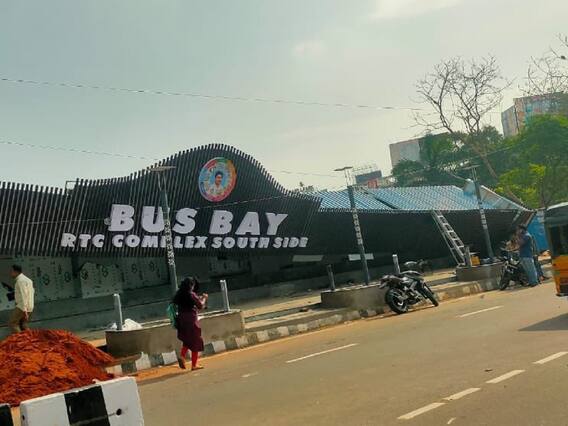 BUS BAY
RTC COMPLEX SOUTH SIDE